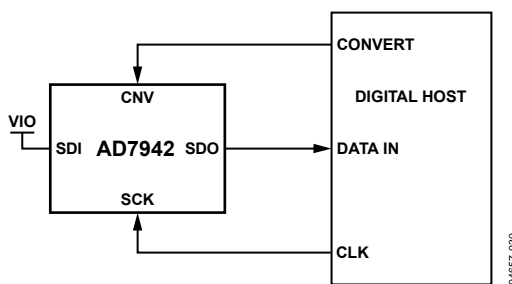 CONVERT
CNV
DIGITAL HOST
VIO
SDI AD7942 SDO
DATA IN
SCK
CLK